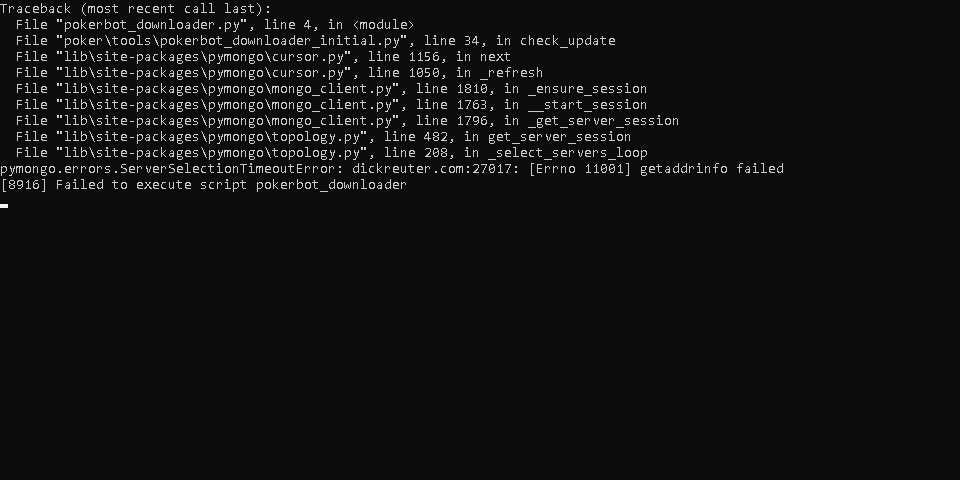 Traceback (most recent call last):
  File "pokerbot_downloader.py", line 4, in <module>
  File "poker\tools\pokerbot_downloader_initial.py", line 34, in check_update
  File "lib\site-packages\pymongo\cursor.py", line 1156, in next
  File "lib\site-packages\pymongo\cursor.py", line 1050, in _refresh
  File "lib\site-packages\pymongo\mongo_client.py", line 1810, in _ensure_session
  File "lib\site-packages\pymongo\mongo_client.py", line 1763, in __start_session
  File "lib\site-packages\pymongo\mongo_client.py", line 1796, in _get_server_session
  File "lib\site-packages\pymongo\topology.py", line 482, in get_server_session
  File "lib\site-packages\pymongo\topology.py", line 208, in _select_servers_loop
pymongo.errors.ServerSelectionTimeoutError: dickreuter.com:27017: [Errno 11001] getaddrinfo failed
[8916] Failed to execute script pokerbot_downloader